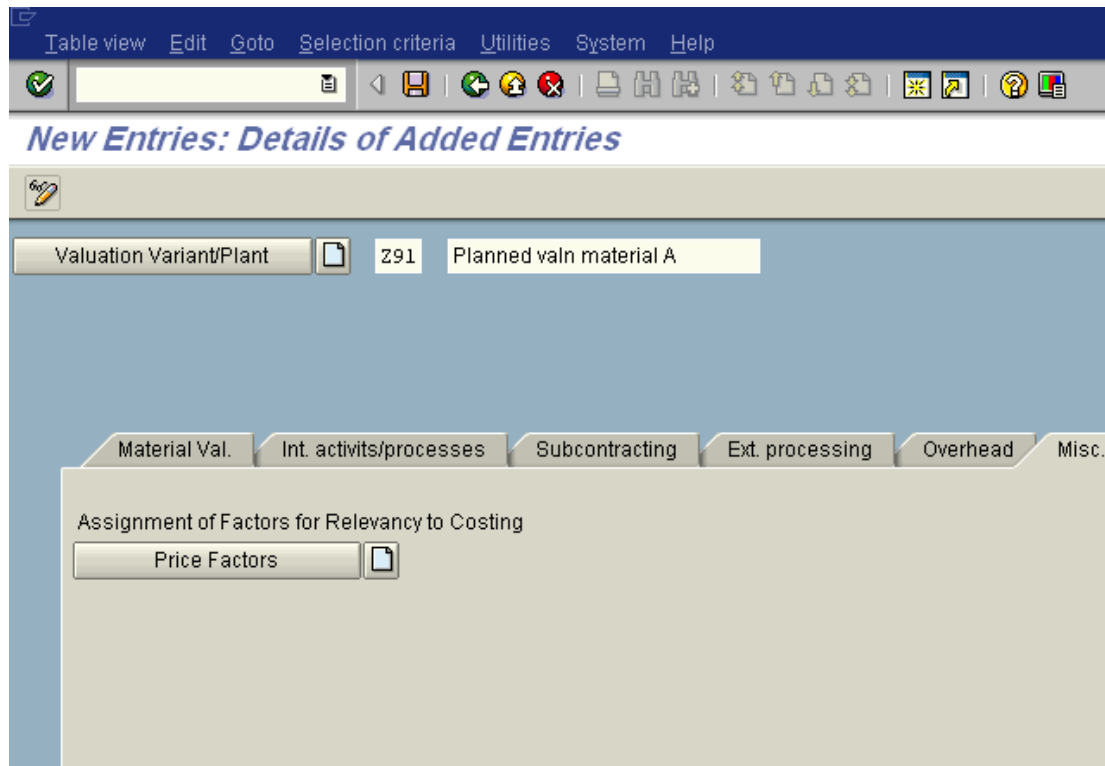 Table view Edit Goto Selection criteria Utilities System Help
New Entries: Details of Added Entries
Valuation Variant/Plant Z91 Planned valn material A
Material Val. Int. activits/processes Subcontracting Ext. processing Overhead Misc.
Assignment of Factors for Relevancy to Costing
Price Factors